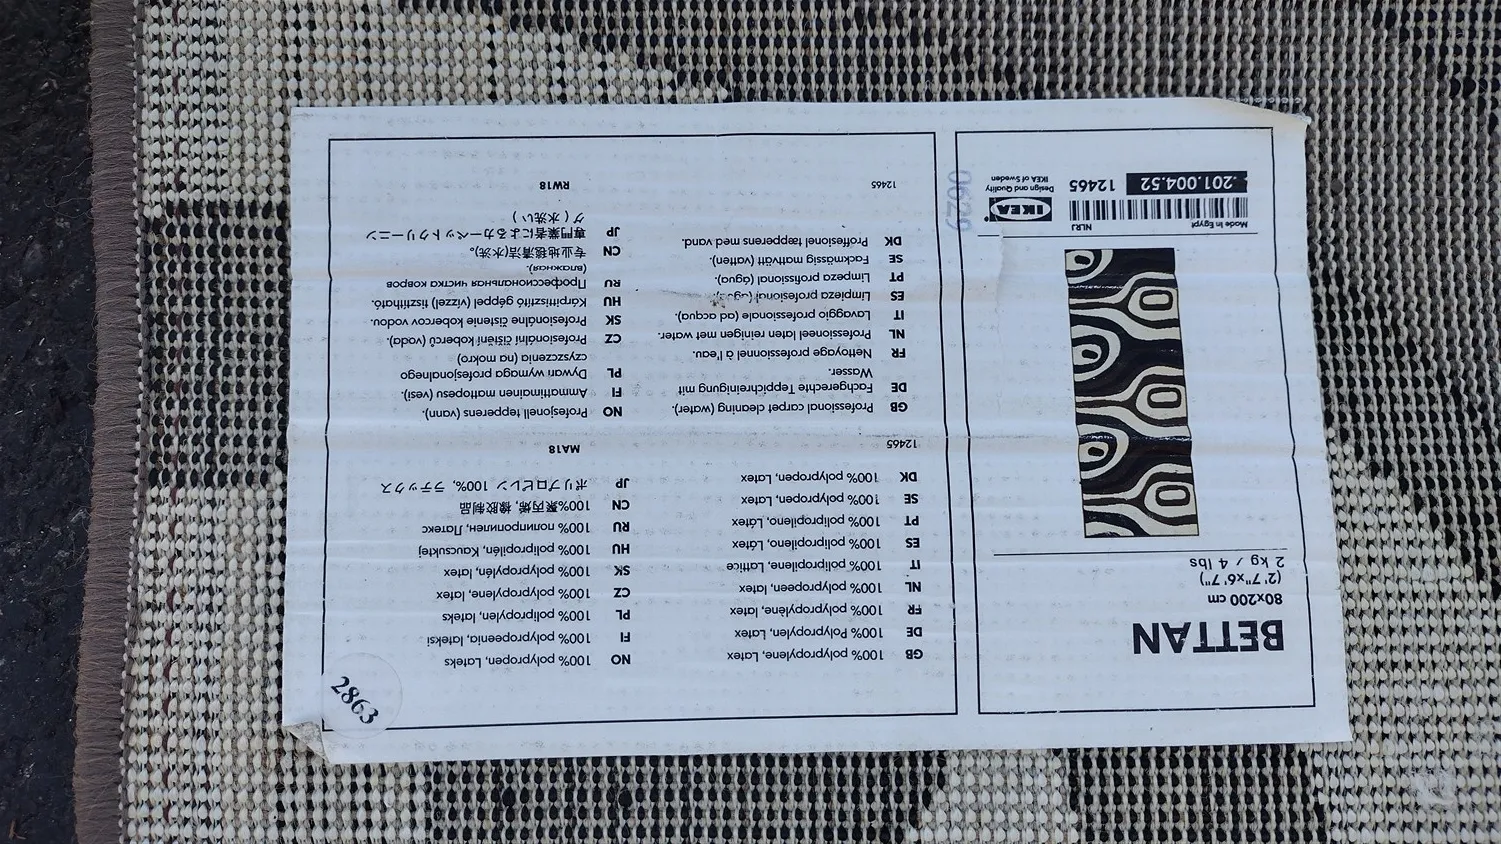 BETTAN
80x200 cm
(2'7"x6'7")
2 kg / 4 lbs
Made in Egypt
NLRJ
201.004.52
12465
IKEA
Design and Quality
IKEA of Sweden
2863
GB 100% polypropylene, Latex
DE 100% polypropylen, Latex
FR 100% polypropylène, latex
NL 100% polypropeen, latex
IT 100% polipropilene, Lattice
ES 100% polipropileno, Látex
PT 100% polipropileno, Látex
SE 100% polypropen, Latex
DK 100% polypropen, Latex
12465
NO 100% polypropen, Lateks
FI 100% polypropeenia, lateksi
PL 100% polipropylen, lateks
CZ 100% polypropylene, latex
SK 100% polypropylén, latex
HU 100% polipropilén, Kaucsuktej
RU 100% полипропилен, Латекс
CN 100%聚丙烯, 橡胶制品
JP ポリプロピレン 100%, ラテックス
MA18
GB Professional carpet cleaning (water).
DE Fachgerechte Teppichreinigung mit
Wasser.
FR Nettoyage professionnel à l'eau.
NL Professioneel laten reinigen met water.
IT Lavaggio professionale (ad acqua).
ES Limpieza profesional (agua).
PT Limpeza profissional (água).
SE Fackmässig mattvätt (vatten).
DK Proffisionel tæpperens med vand.
12465
NO Profesjonell tepperens (vann).
FI Ammattimainen mattopesu (vesi).
PL Dywan wymaga profesjonalnego
czyszczenia (na mokro)
CZ Profesionální čištění koberců (voda).
SK Profesionálne čistenie kobercov vodou.
HU Kárpittisztító géppel (vízzel) tisztítható.
RU Профессиональная чистка ковров
(влажная).
CN 专业地毯清洁(水洗)。
JP 専門業者によるカーペットクリーニン
グ ( 水洗い )
RW18